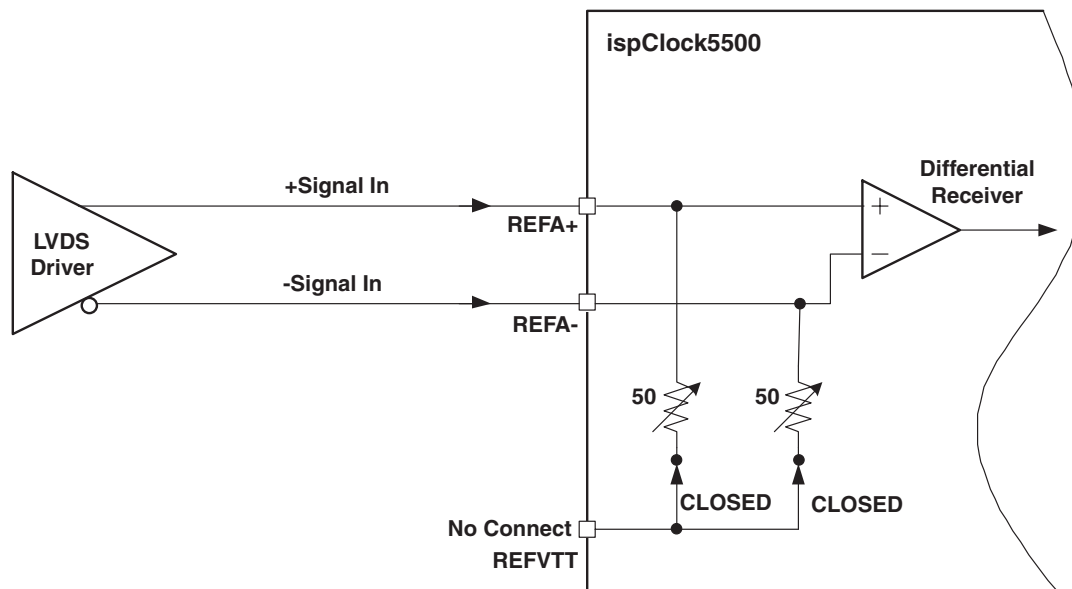 ispClock5500
+Signal In
Differential
Receiver
REFA+
+
LVDS
Driver
-Signal In
−
REFA-
50
50
CLOSED
CLOSED
No Connect
REFVTT